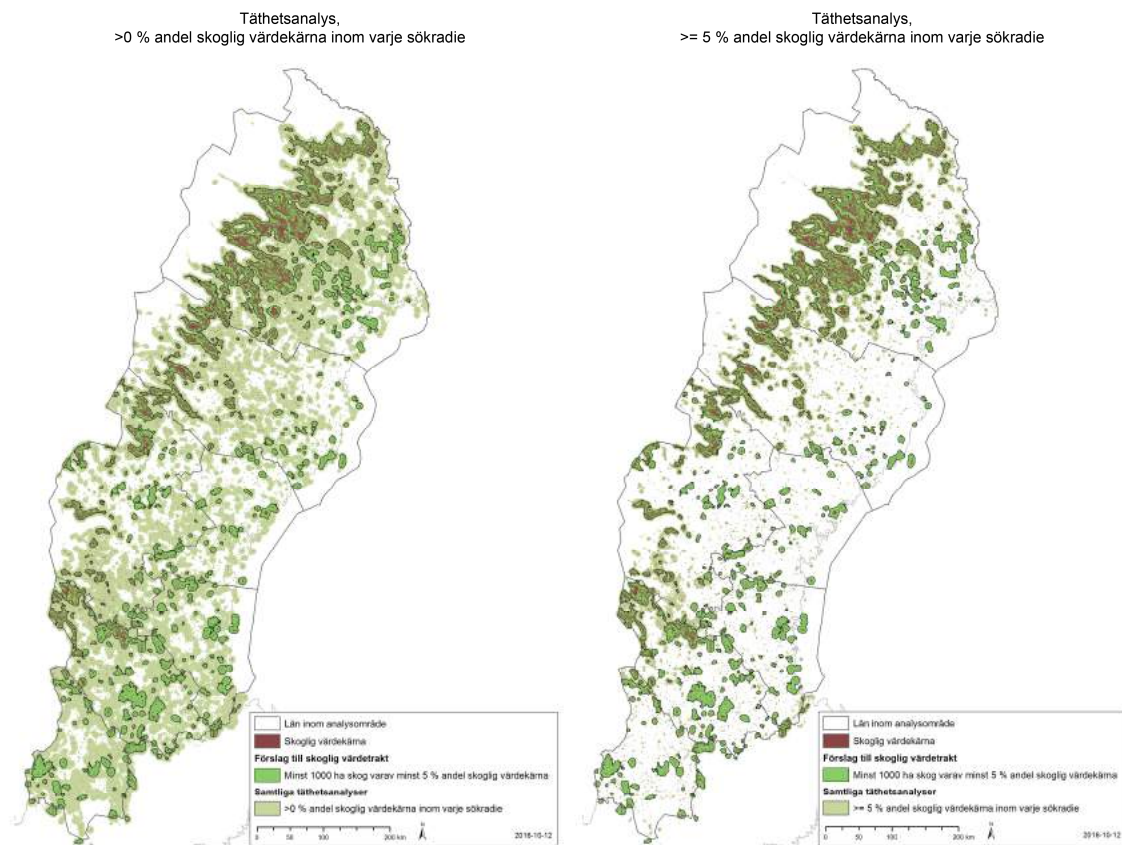 Täthetsanalys,
>0 % andel skoglig värdekärna inom varje sökradie
Län inom analysområde
Skoglig värdekärna
Förslag till skoglig värdetrakt
Minst 1000 ha skog varav minst 5 % andel skoglig värdekärna
Samtliga täthetsanalyser
>0 % andel skoglig värdekärna inom varje sökradie
0 50 100 200 km
N
2016-10-12
Täthetsanalys,
>= 5 % andel skoglig värdekärna inom varje sökradie
Län inom analysområde
Skoglig värdekärna
Förslag till skoglig värdetrakt
Minst 1000 ha skog varav minst 5 % andel skoglig värdekärna
Samtliga täthetsanalyser
>= 5 % andel skoglig värdekärna inom varje sökradie
0 50 100 200 km
N
2016-10-12